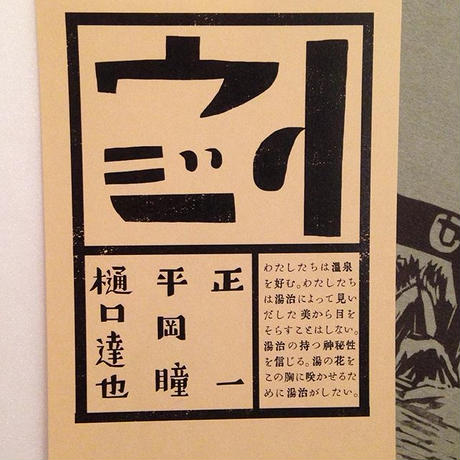 トウジ
正一
平岡瞳
樋口達也
わたしたちは温泉
を好む。わたしたち
は湯治によって見い
だした美から目を
そらすことはしない。
湯治の持つ神秘性
を信じる。湯の花を
この胸に咲かせるた
めに湯治がしたい。